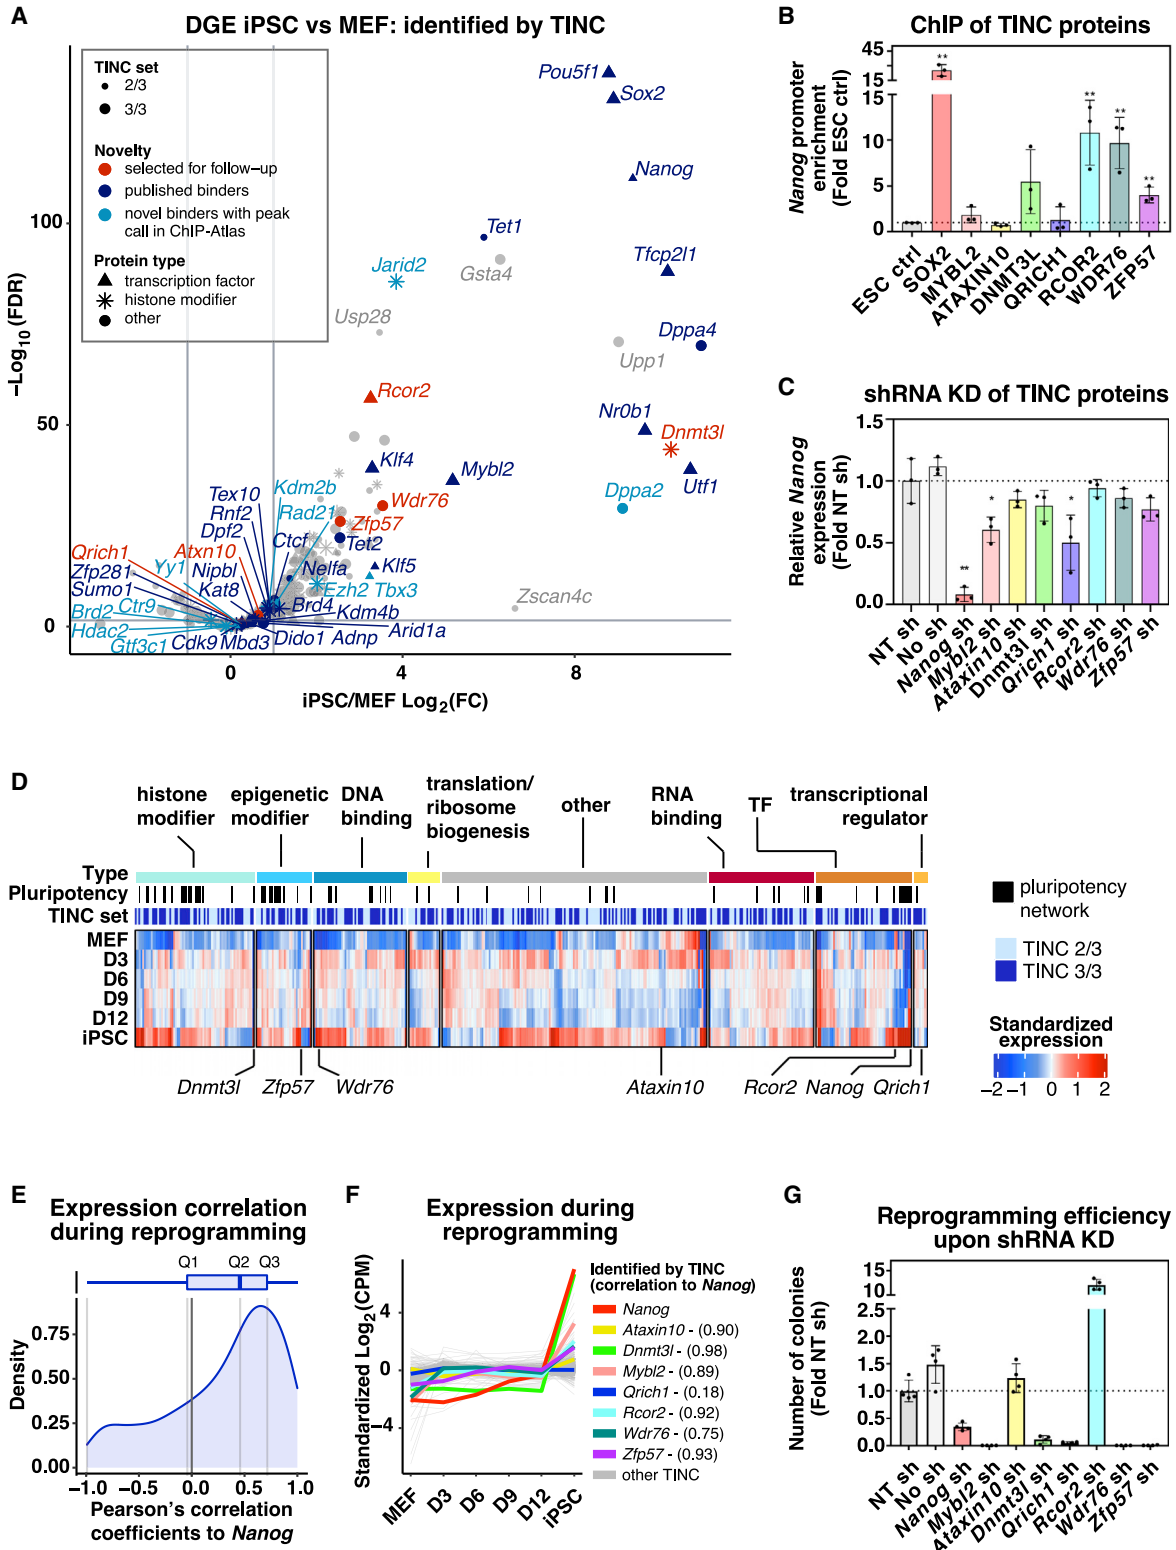 A
DGE iPSC vs MEF: identified by TINC
TINC set
2/3
3/3
Novelty
selected for follow−up
published binders
novel binders with peak
call in ChIP-Atlas
Protein type
transcription factor
histone modifier
other
Pou5f1
Sox2
Nanog
Tet1
Gsta4
Tfcp2l1
Jarid2
Usp28
Dppa4
Upp1
Rcor2
Nr0b1
Dnmt3l
Klf4
Mybl2
Utf1
Dppa2
Kdm2b
Tex10
Rnf2
Rad21
Wdr76
Dpf2
Zfp57
Ctcf
Tet2
Qrich1
Atxn10
Zfp281
Yy1
Nipbl
Nelfa
Klf5
Sumo1
Kat8
Ezh2
Tbx3
Zscan4c
Brd2
Ctr9
Brd4
Kdm4b
Hdac2
Gtf3c1
Cdk9
Mbd3
Dido1
Adnp
Arid1a
−Log10(FDR)
100
50
0
0
4
8
iPSC/MEF Log2(FC)
B
ChIP of TINC proteins
Nanog promoter
enrichment
(Fold ESC ctrl)
45
15
15
10
5
0
**
**
**
**
ESC ctrl
SOX2
MYBL2
ATAXIN10
DNMT3L
QRICH1
RCOR2
WDR76
ZFP57
C
shRNA KD of TINC proteins
Relative Nanog
expression
(Fold NT sh)
1.5
1.0
0.5
0.0
**
*
*
NT sh
No sh
Nanog sh
Mybl2 sh
Ataxin10 sh
Dnmt3l sh
Qrich1 sh
Rcor2 sh
Wdr76 sh
Zfp57 sh
D
histone
modifier
epigenetic
modifier
DNA
binding
translation/
ribosome
biogenesis
other
RNA
binding
TF
transcriptional
regulator
Type
Pluripotency
TINC set
MEF
D3
D6
D9
D12
iPSC
Dnmt3l
Zfp57
Wdr76
Ataxin10
Rcor2
Nanog
Qrich1
pluripotency
network
TINC 2/3
TINC 3/3
Standardized
expression
−2 −1 0 1 2
E
Expression correlation
during reprogramming
Q1
Q2
Q3
Density
0.75
0.50
0.25
0.00
−1.0
−0.5
0.0
0.5
1.0
Pearson's correlation
coefficients to Nanog
F
Expression during
reprogramming
Standardized Log2(CPM)
4
0
−4
MEF
D3
D6
D9
D12
iPSC
Identified by TINC
(correlation to Nanog)
Nanog
Ataxin10 - (0.90)
Dnmt3l - (0.98)
Mybl2 - (0.89)
Qrich1 - (0.18)
Rcor2 - (0.92)
Wdr76 - (0.75)
Zfp57 - (0.93)
other TINC
G
Reprogramming efficiency
upon shRNA KD
Number of colonies
(Fold NT sh)
15
10
2.5
2.0
1.5
1.0
0.5
0.0
NT sh
No sh
Nanog sh
Mybl2 sh
Ataxin10 sh
Dnmt3l sh
Qrich1 sh
Rcor2 sh
Wdr76 sh
Zfp57 sh